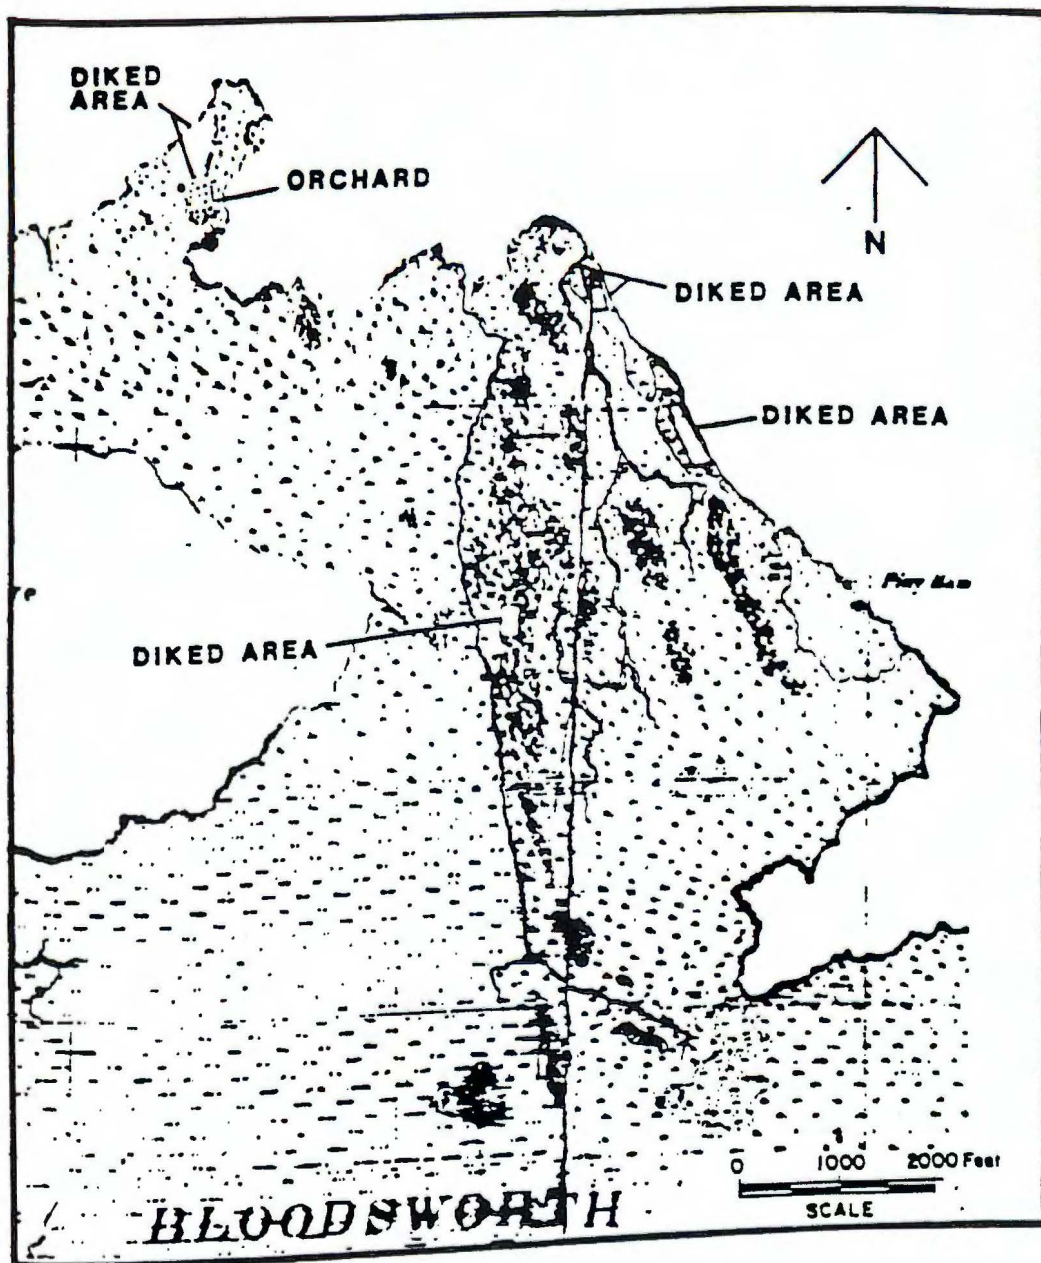 DIKED
AREA
ORCHARD
N
DIKED AREA
DIKED AREA
DIKED AREA
0 1000 2000 Feet
SCALE
BLOODSWORTH